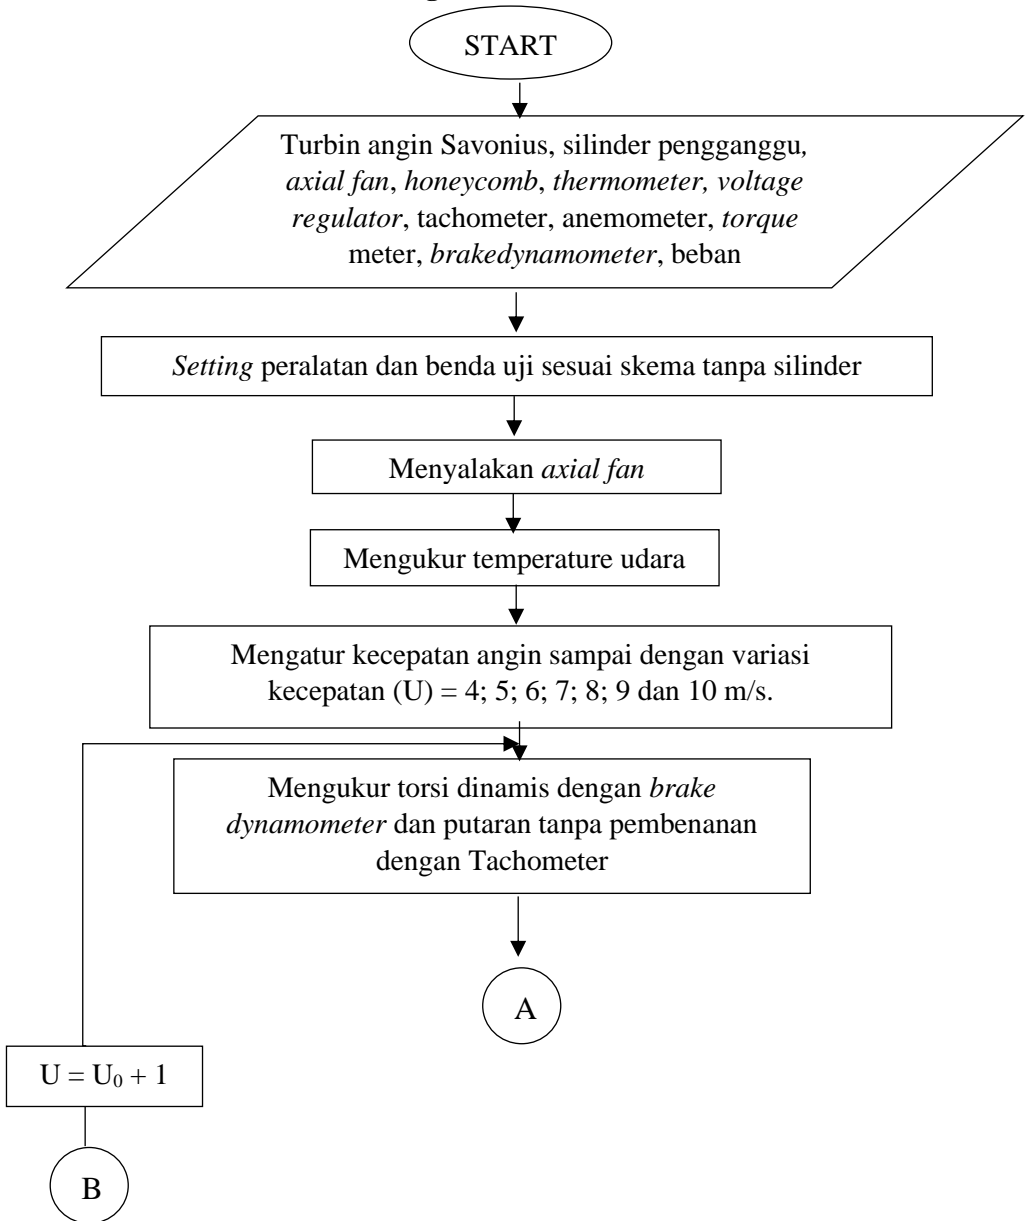 START
Turbin angin Savonius, silinder pengganggu,
axial fan, honeycomb, thermometer, voltage
regulator, tachometer, anemometer, torque
meter, brakedynamometer, beban
Setting peralatan dan benda uji sesuai skema tanpa silinder
Menyalakan axial fan
Mengukur temperature udara
Mengatur kecepatan angin sampai dengan variasi
kecepatan (U) = 4; 5; 6; 7; 8; 9 dan 10 m/s.
Mengukur torsi dinamis dengan brake
dynamometer dan putaran tanpa pembenanan
dengan Tachometer
A
U = U₀ + 1
B